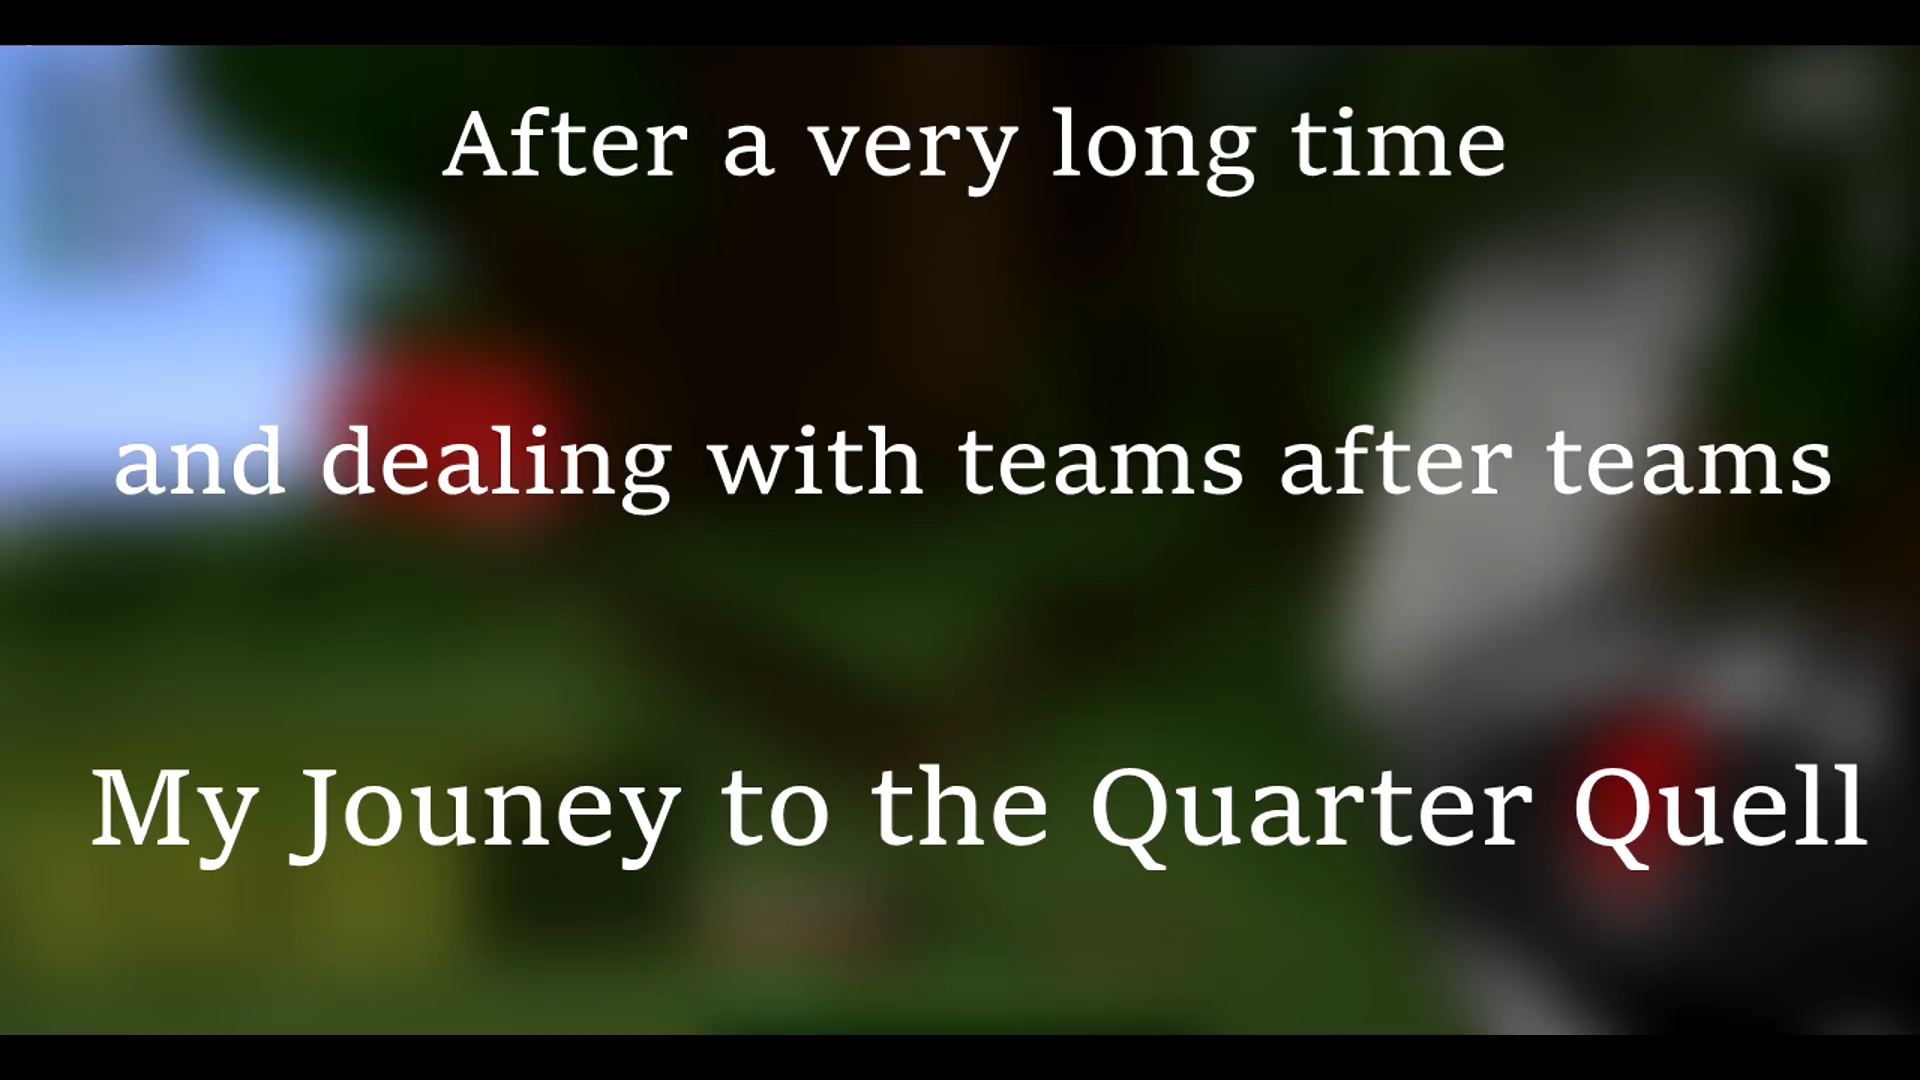 After a very long time
and dealing with teams after teams
My Jouney to the Quarter Quell